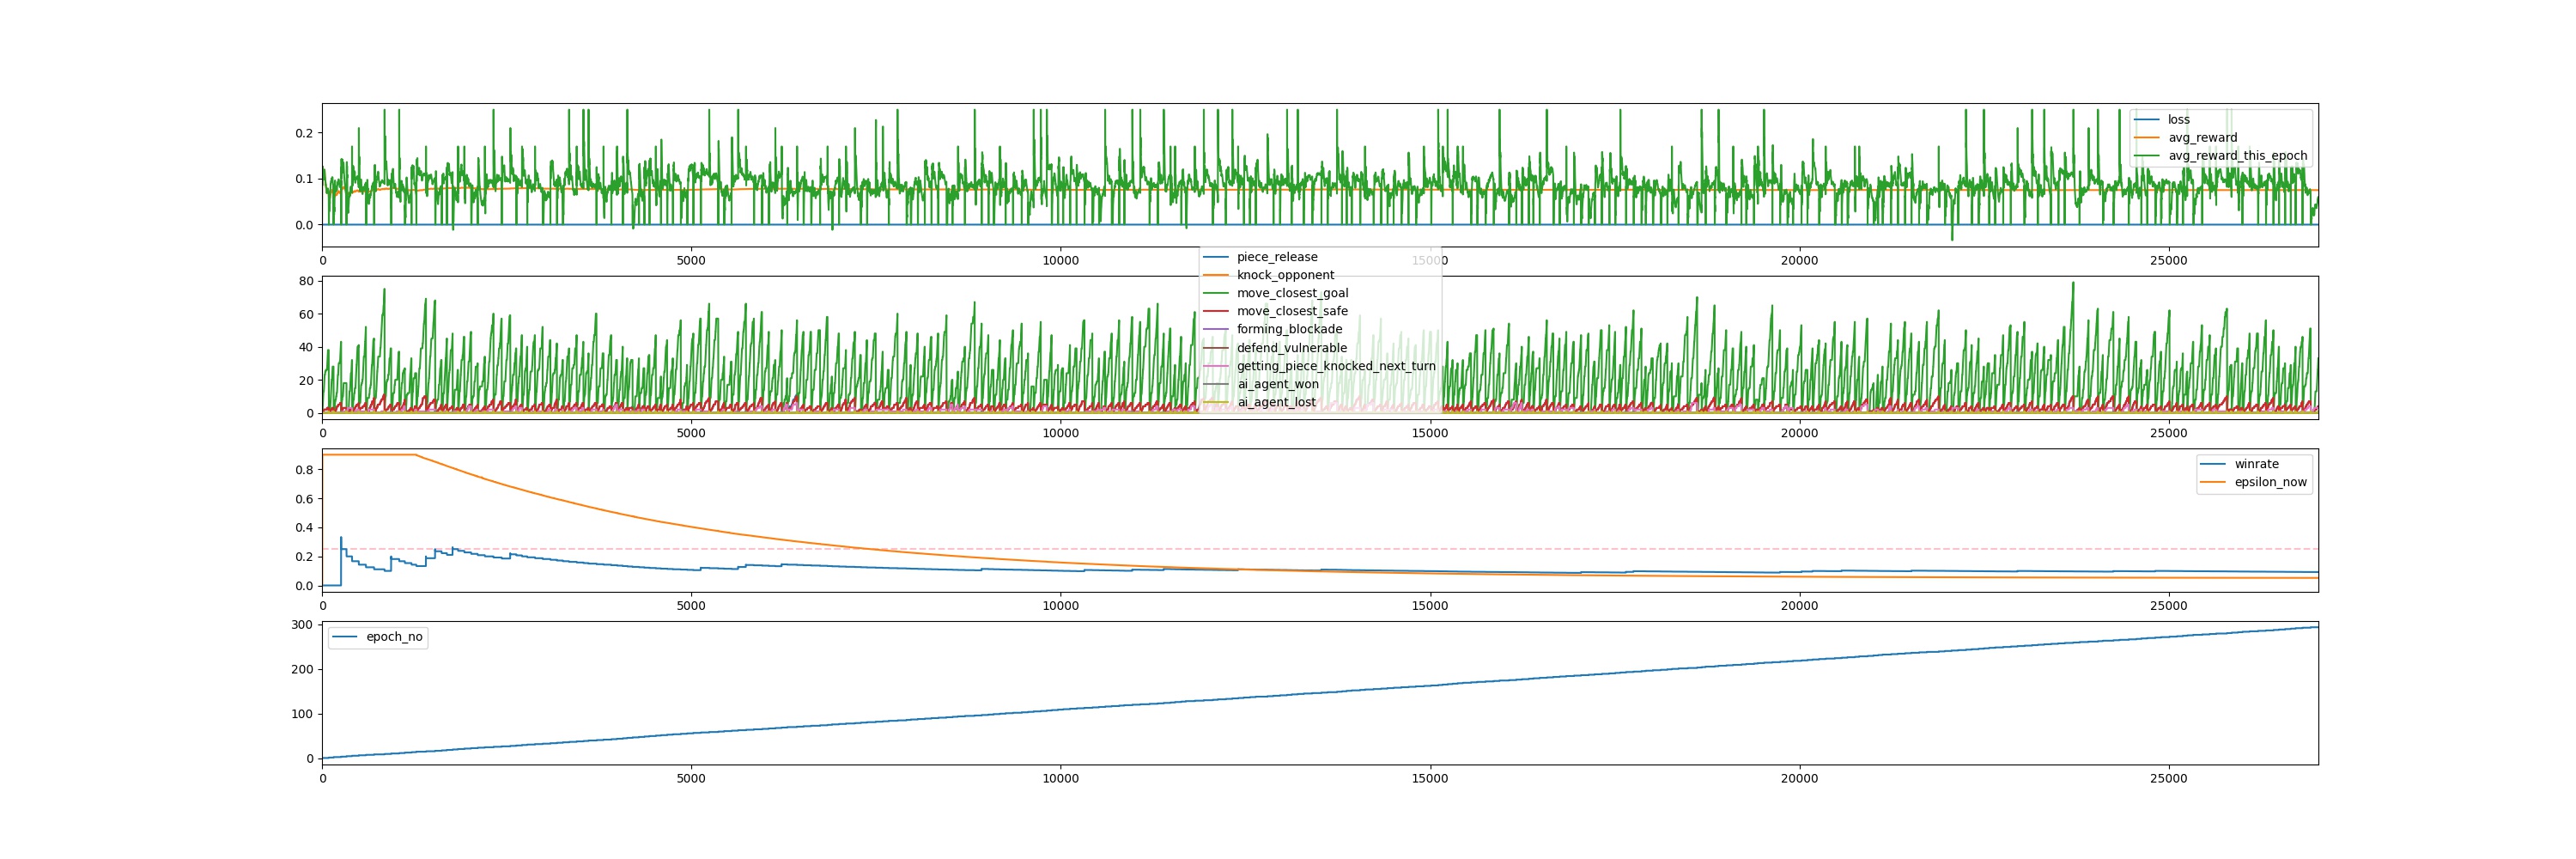 0.2
0.1
0.0
loss
avg_reward
avg_reward_this_epoch
0 5000 10000 15000 20000 25000
80
60
40
20
0
piece_release
knock_opponent
move_closest_goal
move_closest_safe
forming_blockade
defend_vulnerable
getting_piece_knocked_next_turn
ai_agent_won
ai_agent_lost
0 5000 10000 15000 20000 25000
0.8
0.6
0.4
0.2
0.0
winrate
epsilon_now
0 5000 10000 15000 20000 25000
300
200
100
0
epoch_no
0 5000 10000 15000 20000 25000